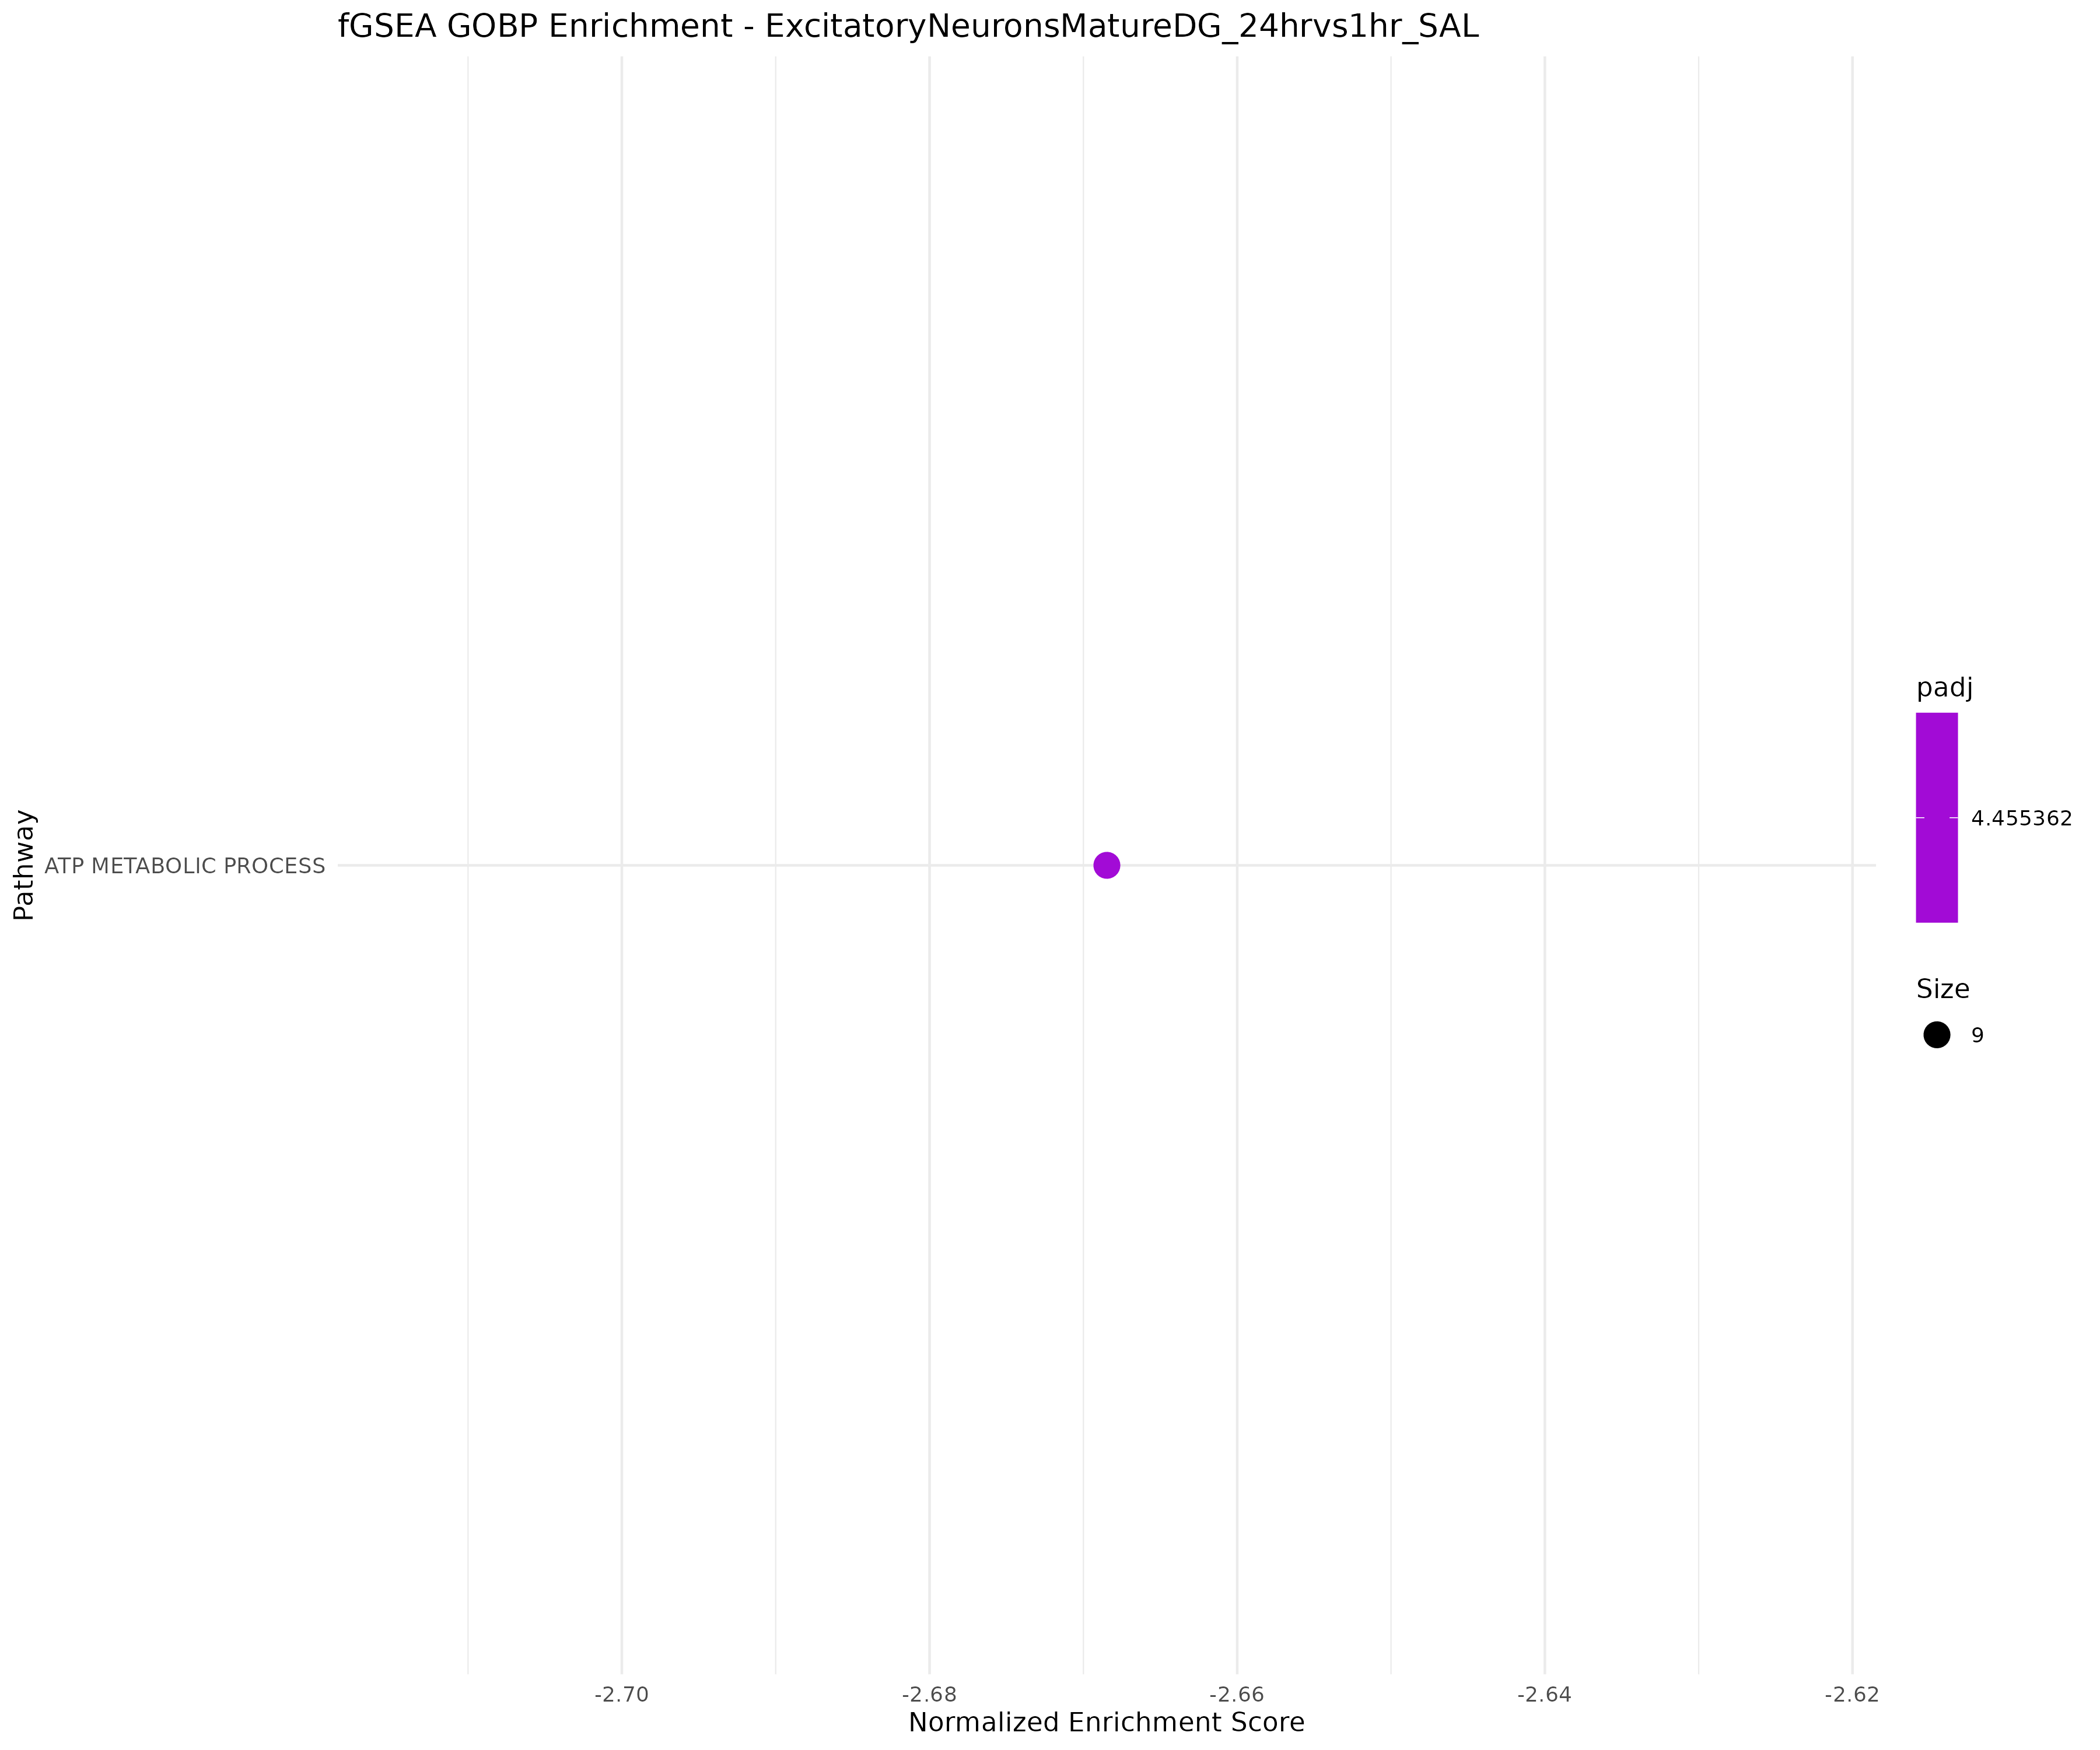 fGSEA GOBP Enrichment - ExcitatoryNeuronsMatureDG_24hrvs1hr_SAL
Pathway
ATP METABOLIC PROCESS
-2.70
-2.68
-2.66
-2.64
-2.62
Normalized Enrichment Score
padj
4.455362
Size
9